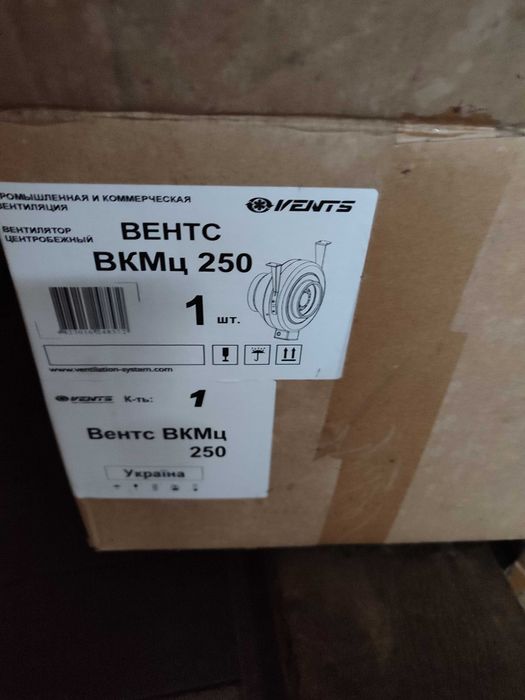 ПРОМЫШЛЕННАЯ И КОММЕРЧЕСКАЯ
ВЕНТИЛЯЦИЯ
VENTS
ВЕНТИЛЯТОР
ЦЕНТРОБЕЖНЫЙ
ВЕНТС
ВКМц 250
1 шт.
www.ventilation-system.com
VENTS К-ть: 1
Вентс ВКМц
250
Україна